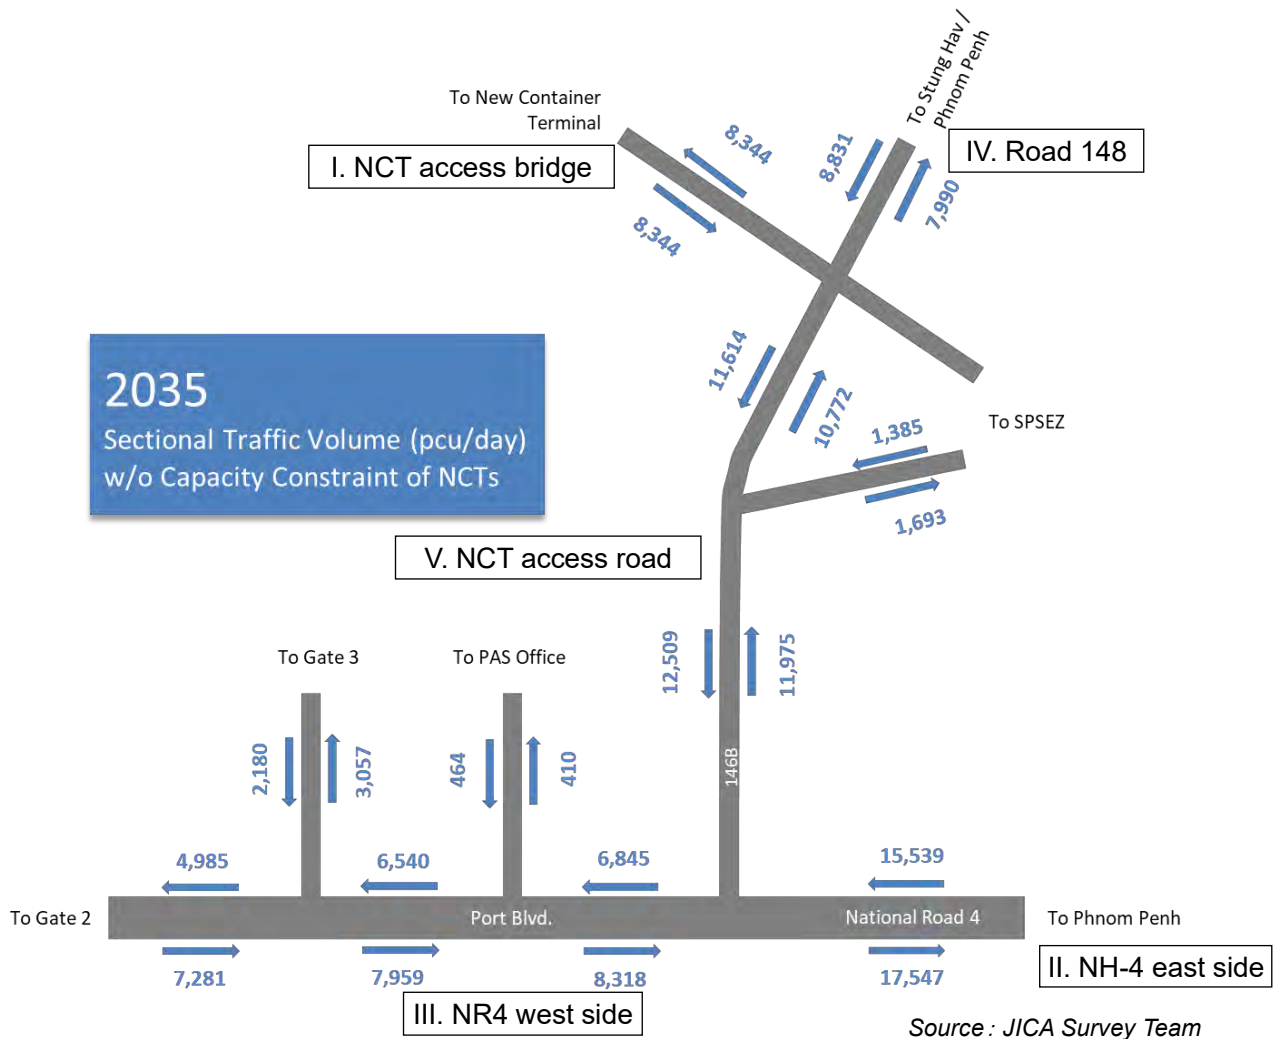 To New Container
Terminal
To Stung Hav /
Phnom Penh
I. NCT access bridge
IV. Road 148
8,344
8,344
8,831
7,990
2035
Sectional Traffic Volume (pcu/day)
w/o Capacity Constraint of NCTs
11,614
10,772
To SPSEZ
1,385
1,693
V. NCT access road
12,509
11,975
146B
To Gate 3
To PAS Office
2,180
3,057
464
410
4,985
6,540
6,845
15,539
To Gate 2
Port Blvd.
National Road 4
To Phnom Penh
7,281
7,959
8,318
17,547
II. NH-4 east side
III. NR4 west side
Source : JICA Survey Team